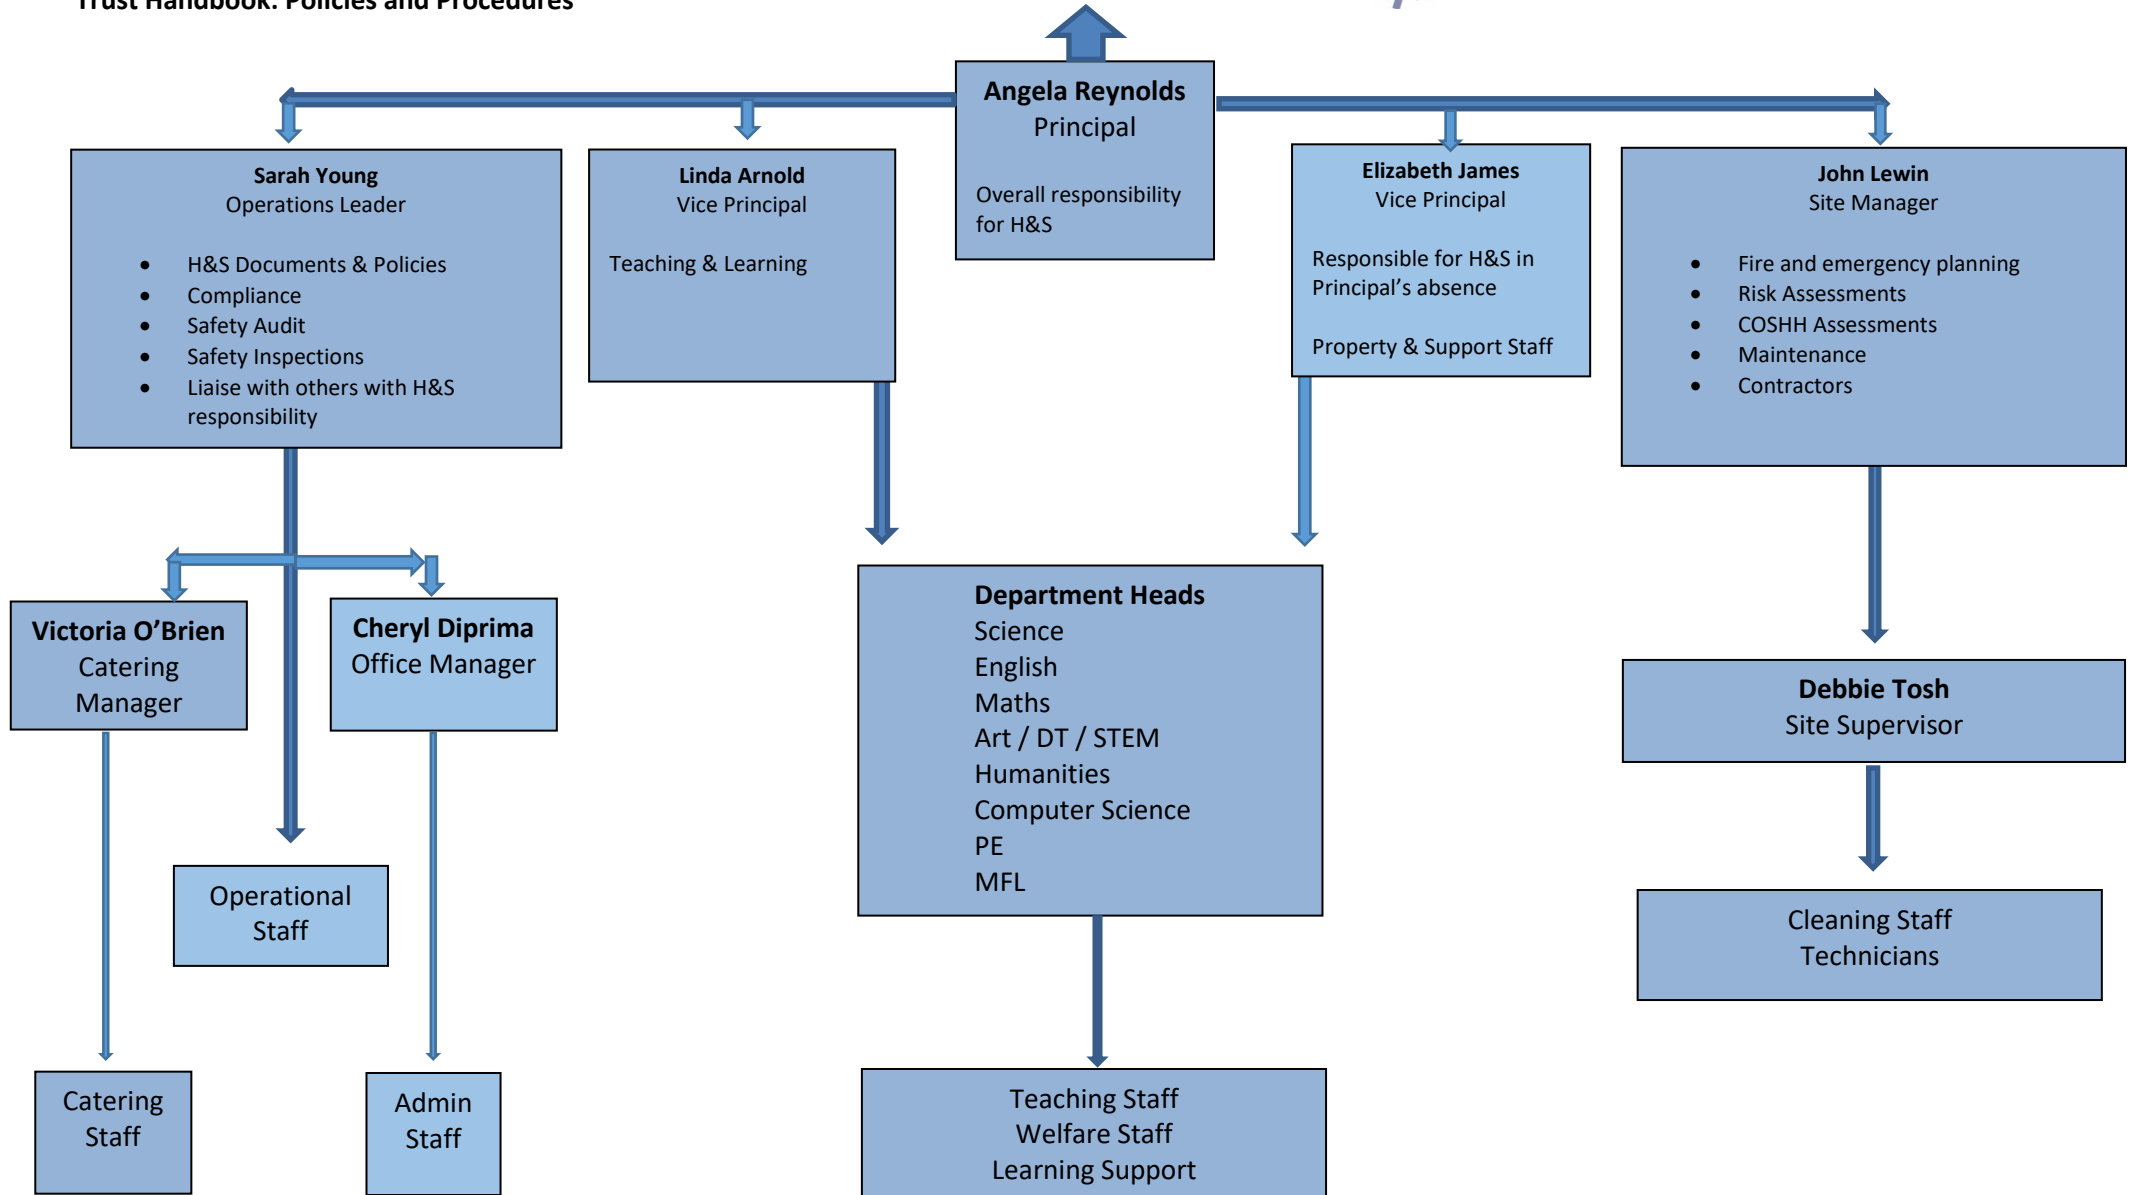 Trust Handbook: Policies and Procedures
Angela Reynolds
Principal
Overall responsibility
for H&S
Sarah Young
Operations Leader
• H&S Documents & Policies
• Compliance
• Safety Audit
• Safety Inspections
• Liaise with others with H&S
responsibility
Linda Arnold
Vice Principal
Teaching & Learning
Elizabeth James
Vice Principal
Responsible for H&S in
Principal’s absence
Property & Support Staff
John Lewin
Site Manager
• Fire and emergency planning
• Risk Assessments
• COSHH Assessments
• Maintenance
• Contractors
Victoria O’Brien
Catering
Manager
Cheryl Diprima
Office Manager
Department Heads
Science
English
Maths
Art / DT / STEM
Humanities
Computer Science
PE
MFL
Debbie Tosh
Site Supervisor
Operational
Staff
Cleaning Staff
Technicians
Catering
Staff
Admin
Staff
Teaching Staff
Welfare Staff
Learning Support